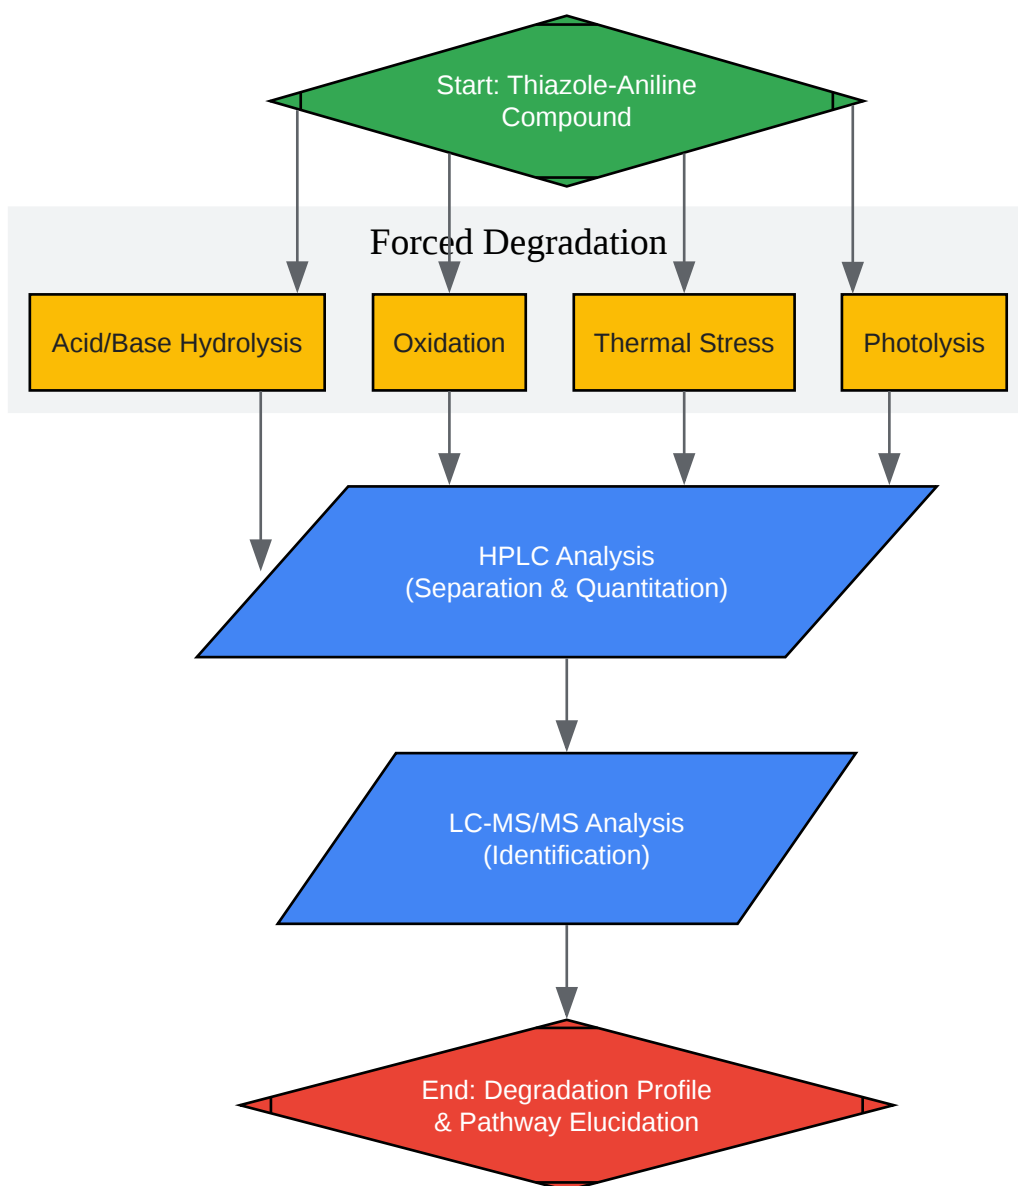 Start: Thiazole-Aniline
Compound
Forced Degradation
Acid/Base Hydrolysis
Oxidation
Thermal Stress
Photolysis
HPLC Analysis
(Separation & Quantitation)
LC-MS/MS Analysis
(Identification)
End: Degradation Profile
& Pathway Elucidation